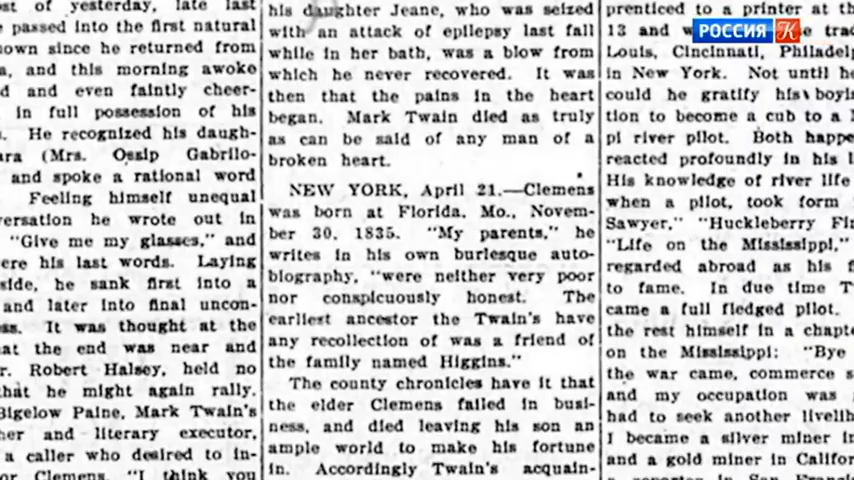 ost of yesterday, late last
e passed into the first natural
nown since he returned from
a, and this morning awoke
d and even faintly cheer-
in full possession of his
. He recognized his daugh-
ara (Mrs. Ossip Gabrilo-
and spoke a rational word
Feeling himself unequal
versation he wrote out in
"Give me my glasses," and
ere his last words. Laying
side, he sank first into a
and later into final uncon-
ss. It was thought at the
at the end was near and
r. Robert Halsey, held no
that he might again rally.
Bigelow Paine, Mark Twain's
her and literary executor,
a caller who desired to in-
or Clemens, "I think you
his daughter Jeane, who was seized
with an attack of epilepsy last fall
while in her bath, was a blow from
which he never recovered. It was
then that the pains in the heart
began. Mark Twain died as truly
as can be said of any man of a
broken heart.
NEW YORK, April 21.—Clemens
was born at Florida, Mo., Novem-
ber 30, 1835. "My parents," he
writes in his own burlesque auto-
biography, "were neither very poor
nor conspicuously honest. The
earliest ancestor the Twain's have
any recollection of was a friend of
the family named Higgins."
The county chronicles have it that
the elder Clemens failed in busi-
ness, and died leaving his son an
ample world to make his fortune
in. Accordingly Twain's acquain-
prenticed to a printer at th
13 and w e trad
Louis, Cincinnati, Philadelp
in New York. Not until he
could he gratify his boyis
tion to become a cub to a M
pi river pilot. Both happe
reacted profoundly in his l
His knowledge of river life
when a pilot, took form
Sawyer," "Huckleberry Fin
"Life on the Mississippi,"
regarded abroad as his f
to fame. In due time T
came a full fledged pilot.
the rest himself in a chapte
on the Mississippi: "Bye
the war came, commerce s
and my occupation was
had to seek another livelih
I became a silver miner in
and a gold miner in Califor
a reporter in San Francis
РОССИЯ К